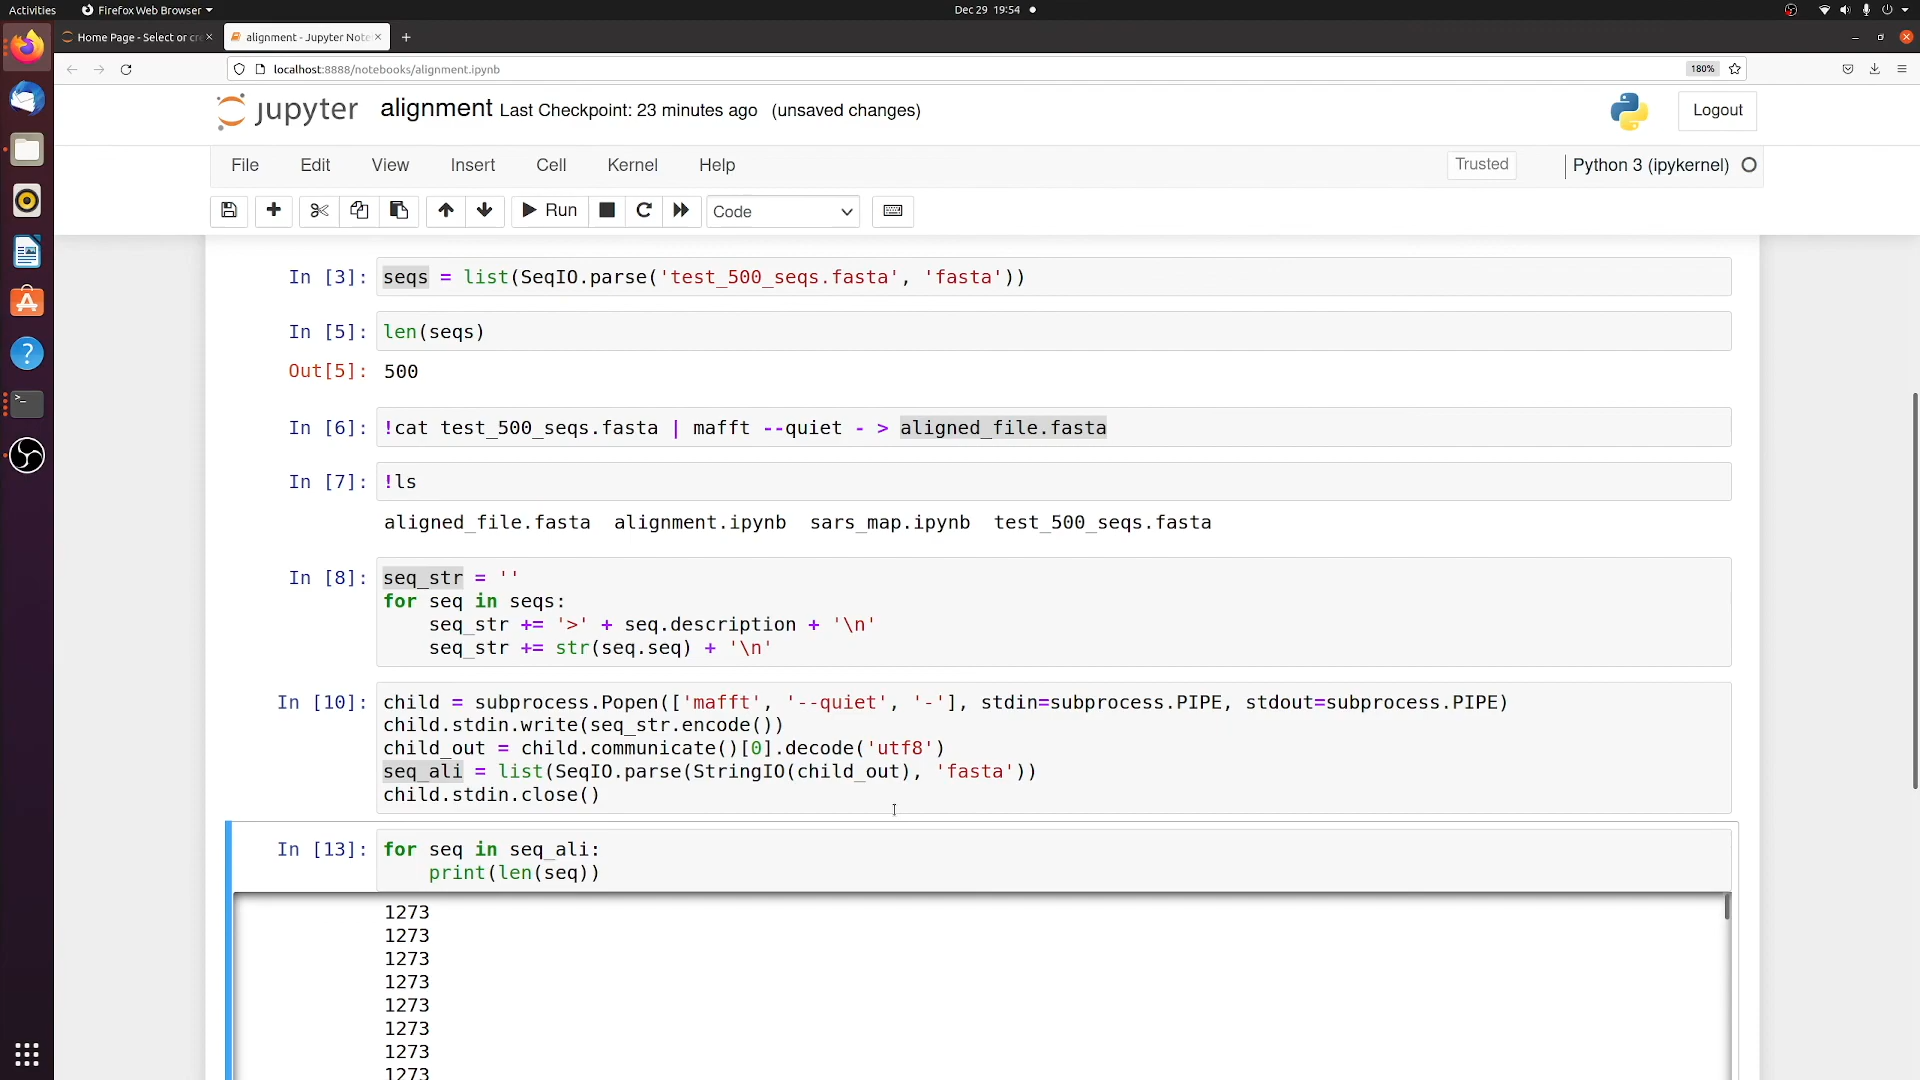 Activities
Firefox Web Browser
Dec 29 19:54
Home Page - Select or cre
alignment - Jupyter Note
localhost:8888/notebooks/alignment.ipynb
180%
jupyter
alignment Last Checkpoint: 23 minutes ago (unsaved changes)
Logout
File Edit View Insert Cell Kernel Help
Trusted
Python 3 (ipykernel)
Run
Code
In [3]: seqs = list(SeqIO.parse('test_500_seqs.fasta', 'fasta'))
In [5]: len(seqs)
Out[5]: 500
In [6]: !cat test_500_seqs.fasta | mafft --quiet - > aligned_file.fasta
In [7]: !ls
aligned_file.fasta alignment.ipynb sars_map.ipynb test_500_seqs.fasta
In [8]: seq_str = ''
for seq in seqs:
seq_str += '>' + seq.description + '\n'
seq_str += str(seq.seq) + '\n'
In [10]: child = subprocess.Popen(['mafft', '--quiet', '-'], stdin=subprocess.PIPE, stdout=subprocess.PIPE)
child.stdin.write(seq_str.encode())
child_out = child.communicate()[0].decode('utf8')
seq_ali = list(SeqIO.parse(StringIO(child_out), 'fasta'))
child.stdin.close()
In [13]: for seq in seq_ali:
print(len(seq))
1273
1273
1273
1273
1273
1273
1273
1273